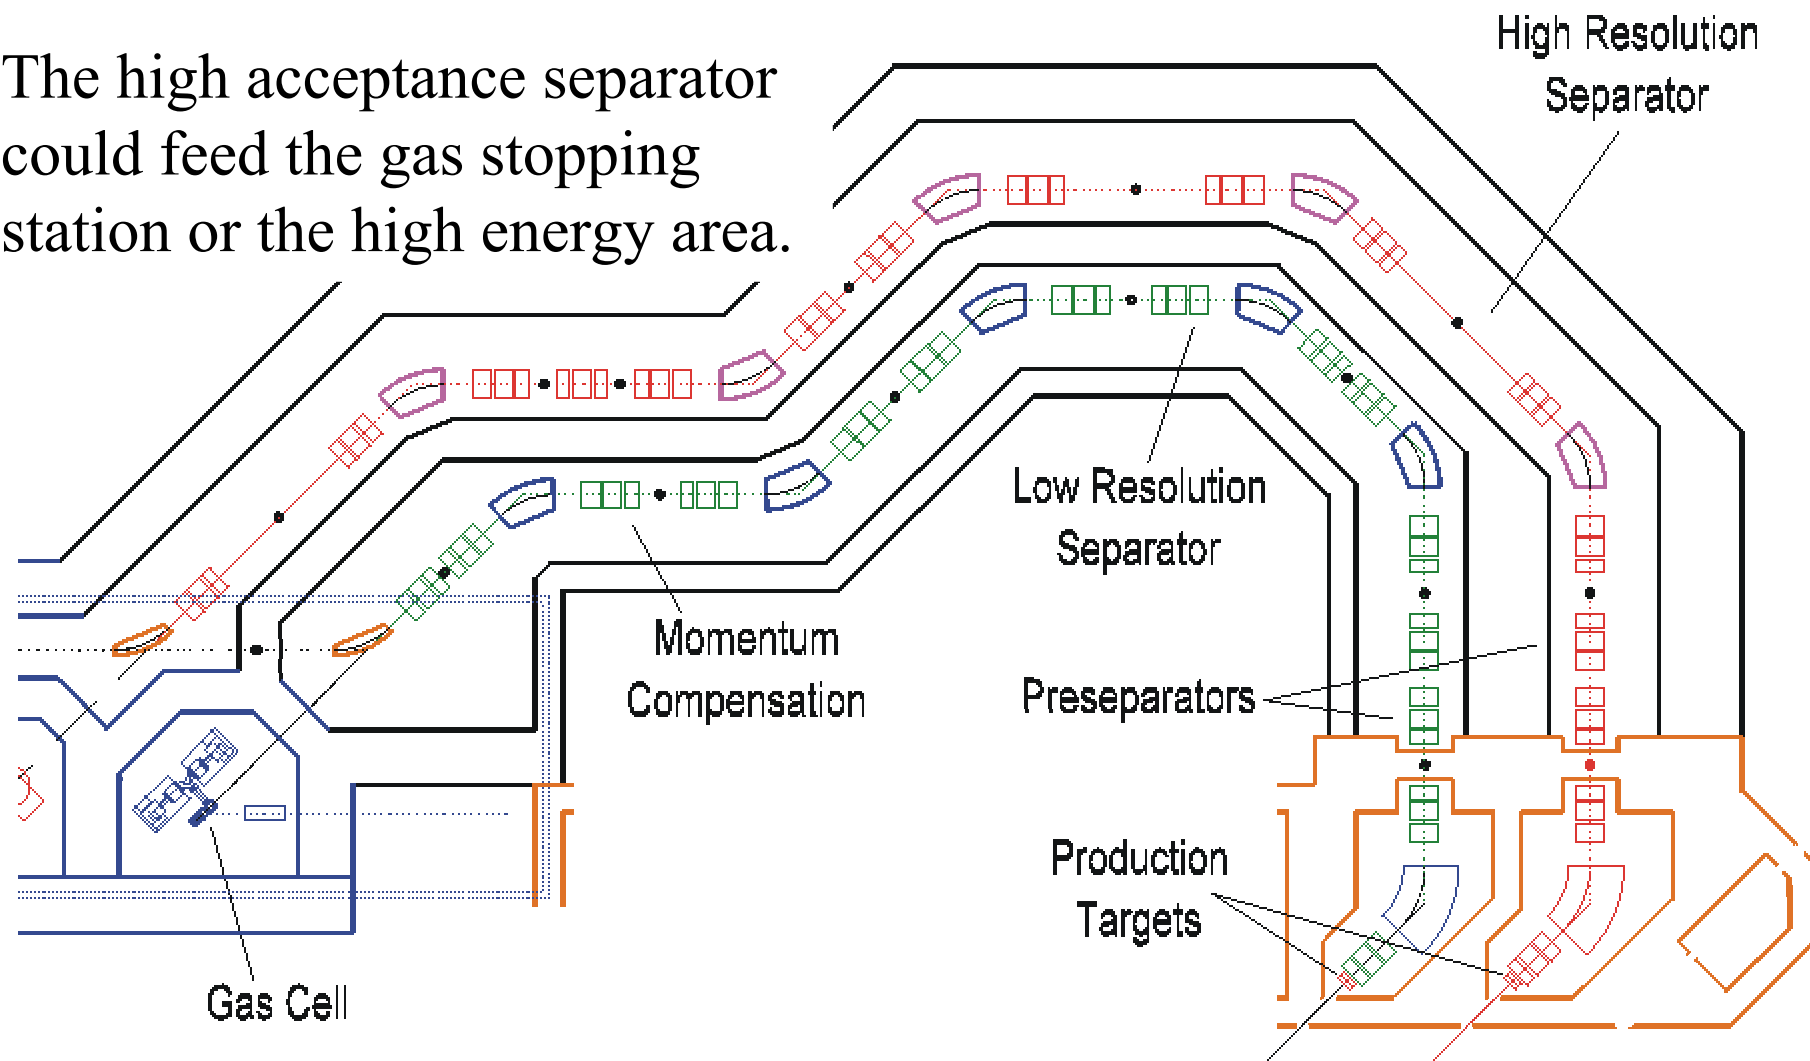 The high acceptance separator
could feed the gas stopping
station or the high energy area.
High Resolution
Separator
Low Resolution
Separator
Momentum
Compensation
Preseparators
Production
Targets
Gas Cell